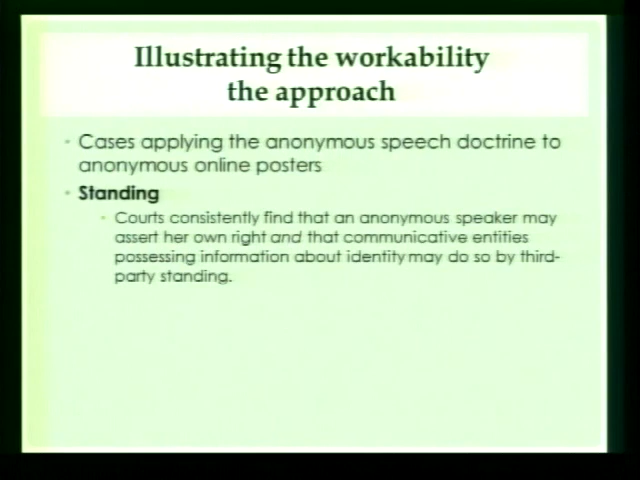 Illustrating the workability
the approach
• Cases applying the anonymous speech doctrine to
anonymous online posters
• Standing
• Courts consistently find that an anonymous speaker may
assert her own right and that communicative entities
possessing information about identity may do so by third-
party standing.